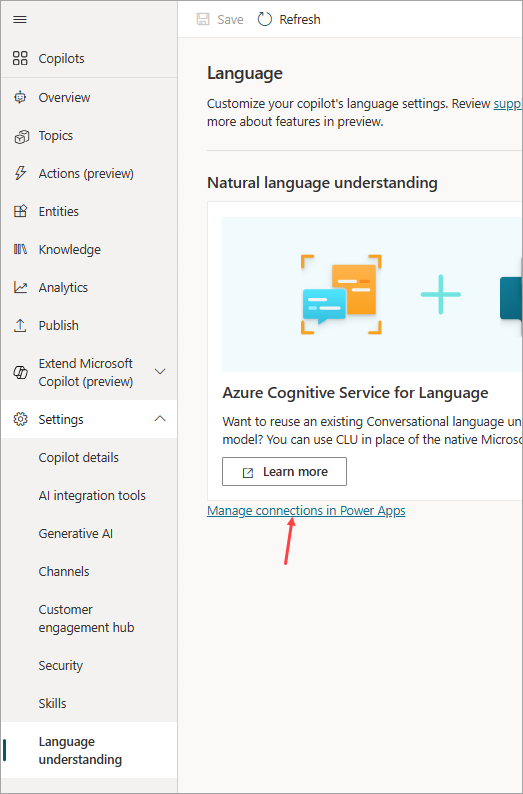 Save
Refresh
Copilots
Overview
Topics
Actions (preview)
Entities
Knowledge
Analytics
Publish
Extend Microsoft
Copilot (preview)
Settings
Copilot details
AI integration tools
Generative AI
Channels
Customer
engagement hub
Security
Skills
Language
understanding
Language
Customize your copilot's language settings. Review supp
more about features in preview.
Natural language understanding
Azure Cognitive Service for Language
Want to reuse an existing Conversational language un
model? You can use CLU in place of the native Micros
Learn more
Manage connections in Power Apps